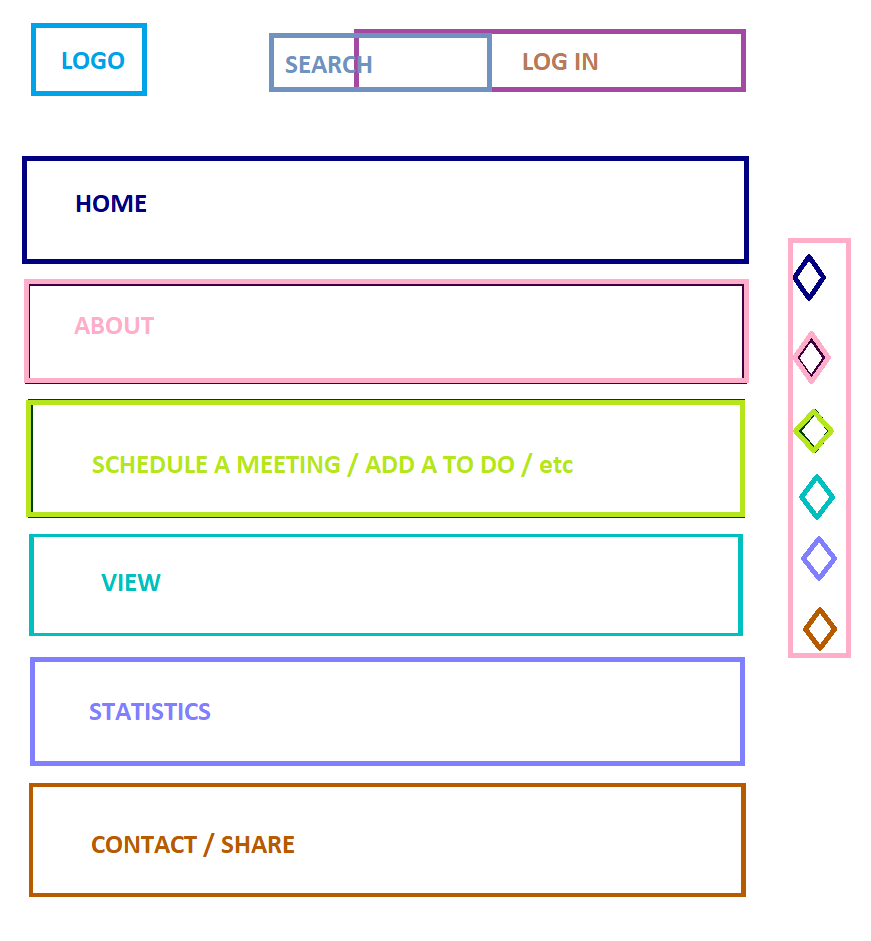 LOGO
SEARCH
LOG IN
HOME
ABOUT
SCHEDULE A MEETING / ADD A TO DO / etc
VIEW
STATISTICS
CONTACT / SHARE